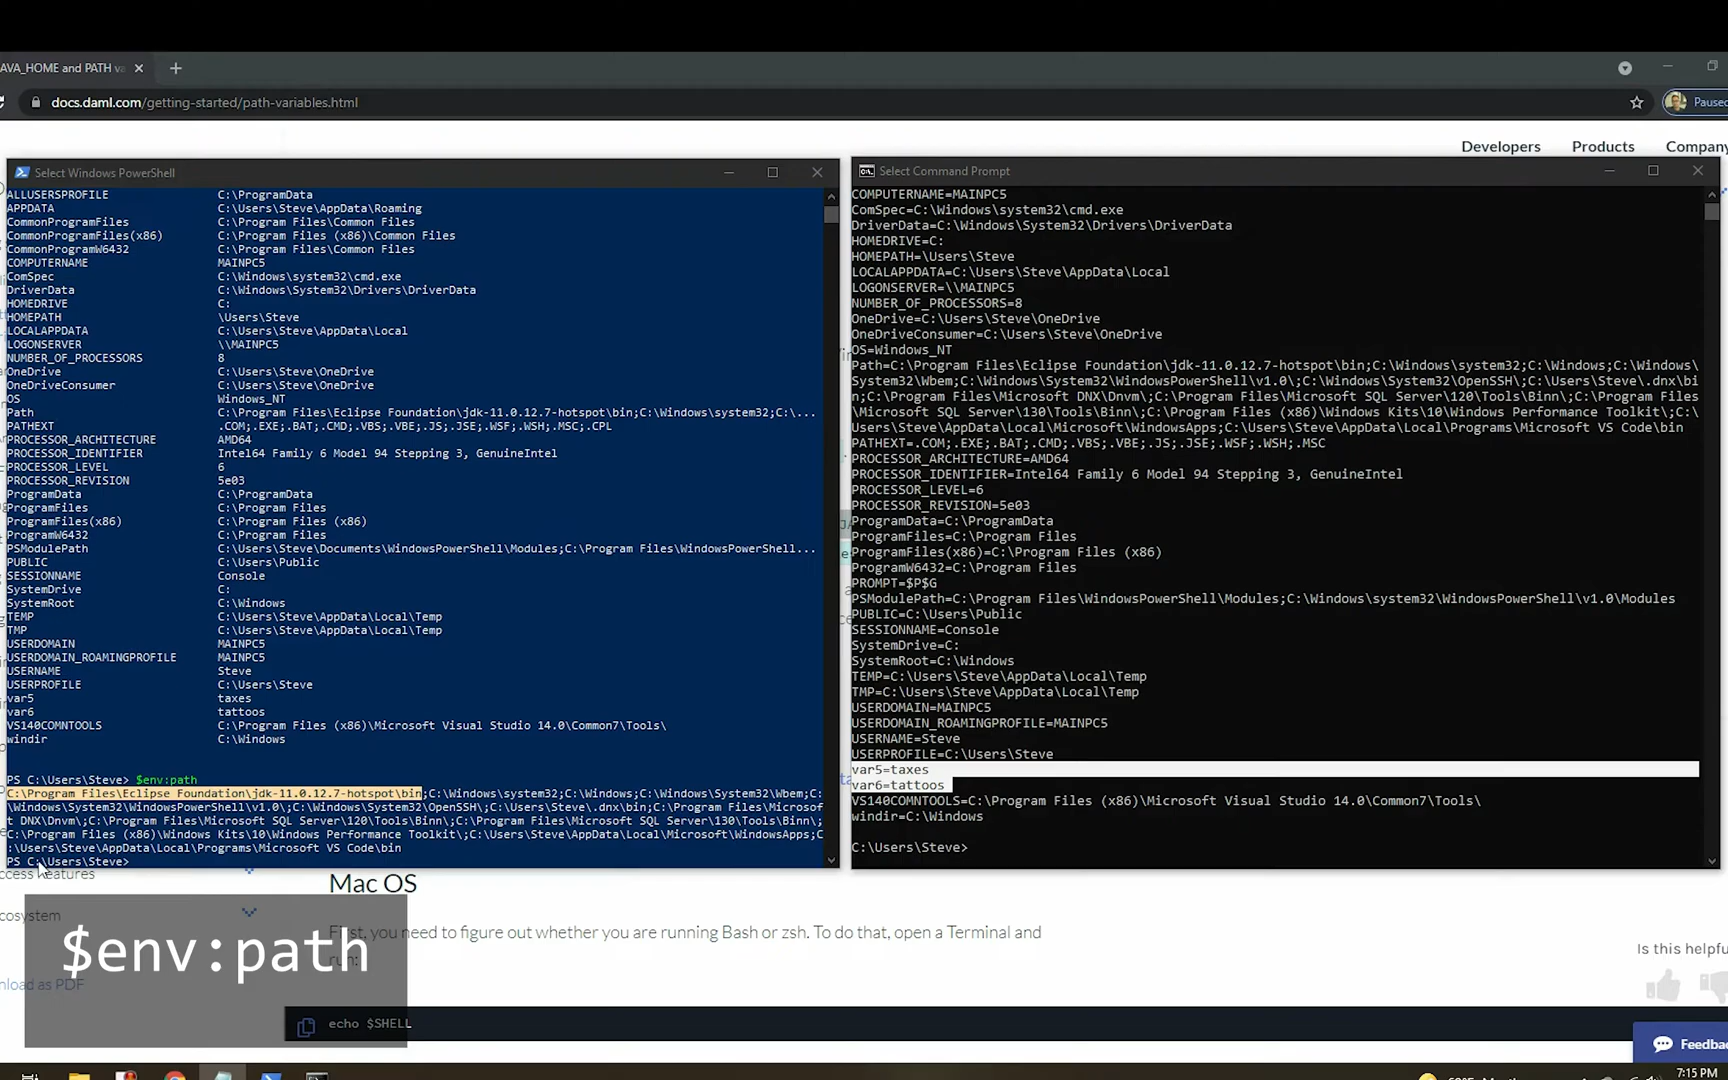 AVA_HOME and PATH va
docs.daml.com/getting-started/path-variables.html
Paused
Developers Products Company
Select Windows PowerShell
ALLUSERSPROFILE C:\ProgramData
APPDATA C:\Users\Steve\AppData\Roaming
CommonProgramFiles C:\Program Files\Common Files
CommonProgramFiles(x86) C:\Program Files (x86)\Common Files
CommonProgramW6432 C:\Program Files\Common Files
COMPUTERNAME MAINPC5
ComSpec C:\Windows\system32\cmd.exe
DriverData C:\Windows\System32\Drivers\DriverData
HOMEDRIVE C:
HOMEPATH \Users\Steve
LOCALAPPDATA C:\Users\Steve\AppData\Local
LOGONSERVER \\MAINPC5
NUMBER_OF_PROCESSORS 8
OneDrive C:\Users\Steve\OneDrive
OneDriveConsumer C:\Users\Steve\OneDrive
OS Windows_NT
Path C:\Program Files\Eclipse Foundation\jdk-11.0.12.7-hotspot\bin;C:\Windows\system32;C:\...
PATHEXT .COM;.EXE;.BAT;.CMD;.VBS;.VBE;.JS;.JSE;.WSF;.WSH;.MSC;.CPL
PROCESSOR_ARCHITECTURE AMD64
PROCESSOR_IDENTIFIER Intel64 Family 6 Model 94 Stepping 3, GenuineIntel
PROCESSOR_LEVEL 6
PROCESSOR_REVISION 5e03
ProgramData C:\ProgramData
ProgramFiles C:\Program Files
ProgramFiles(x86) C:\Program Files (x86)
ProgramW6432 C:\Program Files
PSModulePath C:\Users\Steve\Documents\WindowsPowerShell\Modules;C:\Program Files\WindowsPowerShell...
PUBLIC C:\Users\Public
SESSIONNAME Console
SystemDrive C:
SystemRoot C:\Windows
TEMP C:\Users\Steve\AppData\Local\Temp
TMP C:\Users\Steve\AppData\Local\Temp
USERDOMAIN MAINPC5
USERDOMAIN_ROAMINGPROFILE MAINPC5
USERNAME Steve
USERPROFILE C:\Users\Steve
var5 taxes
var6 tattoos
VS140COMNTOOLS C:\Program Files (x86)\Microsoft Visual Studio 14.0\Common7\Tools\
windir C:\Windows
PS C:\Users\Steve> $env:path
C:\Program Files\Eclipse Foundation\jdk-11.0.12.7-hotspot\bin;C:\Windows\system32;C:\Windows;C:\Windows\System32\Wbem;C:
\Windows\System32\WindowsPowerShell\v1.0\;C:\Windows\System32\OpenSSH\;C:\Users\Steve\.dnx\bin;C:\Program Files\Microsof
t DNX\Dnvm\;C:\Program Files\Microsoft SQL Server\120\Tools\Binn\;C:\Program Files\Microsoft SQL Server\130\Tools\Binn\;
C:\Program Files (x86)\Windows Kits\10\Windows Performance Toolkit\;C:\Users\Steve\AppData\Local\Microsoft\WindowsApps;C
:\Users\Steve\AppData\Local\Programs\Microsoft VS Code\bin
PS C:\Users\Steve>
Select Command Prompt
COMPUTERNAME=MAINPC5
ComSpec=C:\Windows\system32\cmd.exe
DriverData=C:\Windows\System32\Drivers\DriverData
HOMEDRIVE=C:
HOMEPATH=\Users\Steve
LOCALAPPDATA=C:\Users\Steve\AppData\Local
LOGONSERVER=\\MAINPC5
NUMBER_OF_PROCESSORS=8
OneDrive=C:\Users\Steve\OneDrive
OneDriveConsumer=C:\Users\Steve\OneDrive
OS=Windows_NT
Path=C:\Program Files\Eclipse Foundation\jdk-11.0.12.7-hotspot\bin;C:\Windows\system32;C:\Windows;C:\Windows\
System32\Wbem;C:\Windows\System32\WindowsPowerShell\v1.0\;C:\Windows\System32\OpenSSH\;C:\Users\Steve\.dnx\bi
n;C:\Program Files\Microsoft DNX\Dnvm\;C:\Program Files\Microsoft SQL Server\120\Tools\Binn\;C:\Program Files
\Microsoft SQL Server\130\Tools\Binn\;C:\Program Files (x86)\Windows Kits\10\Windows Performance Toolkit\;C:\
Users\Steve\AppData\Local\Microsoft\WindowsApps;C:\Users\Steve\AppData\Local\Programs\Microsoft VS Code\bin
PATHEXT=.COM;.EXE;.BAT;.CMD;.VBS;.VBE;.JS;.JSE;.WSF;.WSH;.MSC
PROCESSOR_ARCHITECTURE=AMD64
PROCESSOR_IDENTIFIER=Intel64 Family 6 Model 94 Stepping 3, GenuineIntel
PROCESSOR_LEVEL=6
PROCESSOR_REVISION=5e03
ProgramData=C:\ProgramData
ProgramFiles=C:\Program Files
ProgramFiles(x86)=C:\Program Files (x86)
ProgramW6432=C:\Program Files
PROMPT=$P$G
PSModulePath=C:\Program Files\WindowsPowerShell\Modules;C:\Windows\system32\WindowsPowerShell\v1.0\Modules
PUBLIC=C:\Users\Public
SESSIONNAME=Console
SystemDrive=C:
SystemRoot=C:\Windows
TEMP=C:\Users\Steve\AppData\Local\Temp
TMP=C:\Users\Steve\AppData\Local\Temp
USERDOMAIN=MAINPC5
USERDOMAIN_ROAMINGPROFILE=MAINPC5
USERNAME=Steve
USERPROFILE=C:\Users\Steve
var5=taxes
var6=tattoos
VS140COMNTOOLS=C:\Program Files (x86)\Microsoft Visual Studio 14.0\Common7\Tools\
windir=C:\Windows
C:\Users\Steve>
ccess Features
cosystem
nload as PDF
$env:path
Mac OS
First, you need to figure out whether you are running Bash or zsh. To do that, open a Terminal and
run:
echo $SHELL
Is this helpfu
Feedbac
7:15 PM